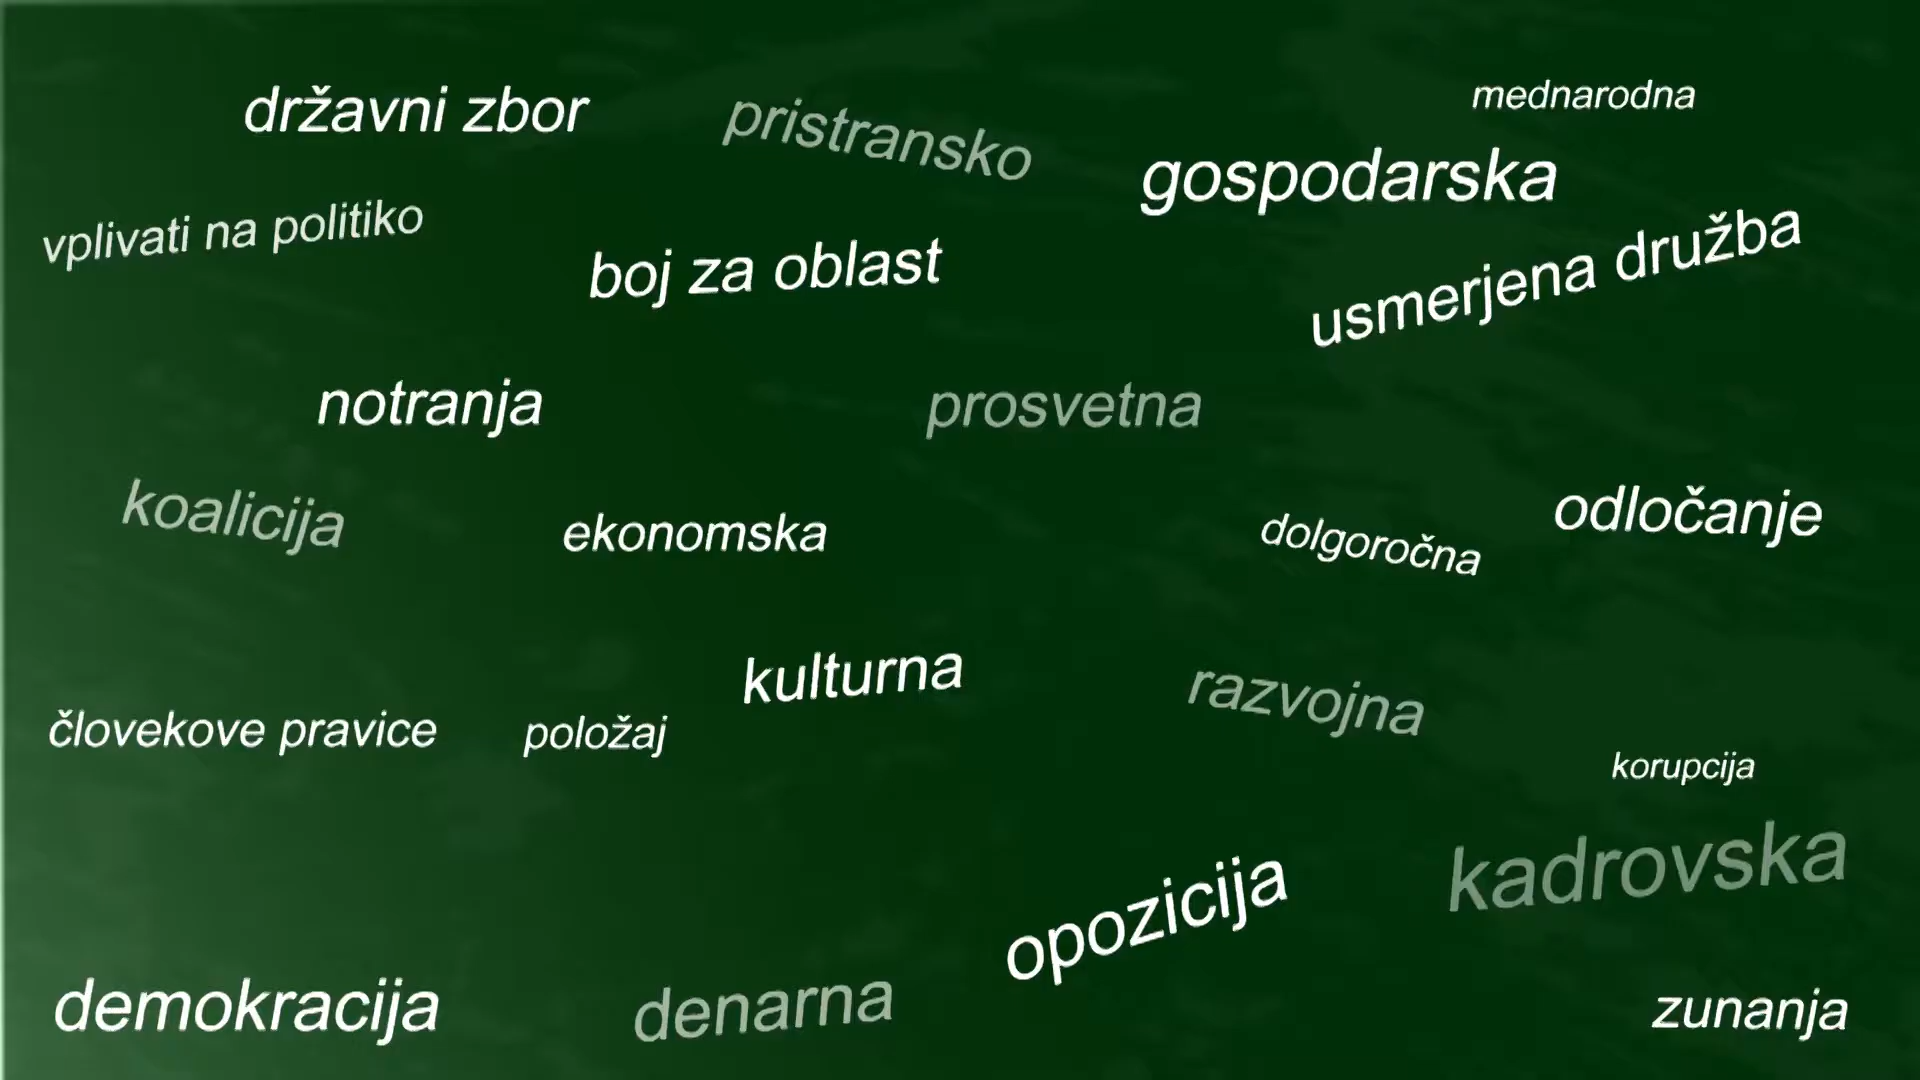 državni zbor
pristransko
mednarodna
gospodarska
vplivati na politiko
boj za oblast
usmerjena družba
notranja
prosvetna
koalicija
ekonomska
dolgoročna
odločanje
kulturna
razvojna
človekove pravice
položaj
korupcija
kadrovska
opozicija
demokracija
denarna
zunanja